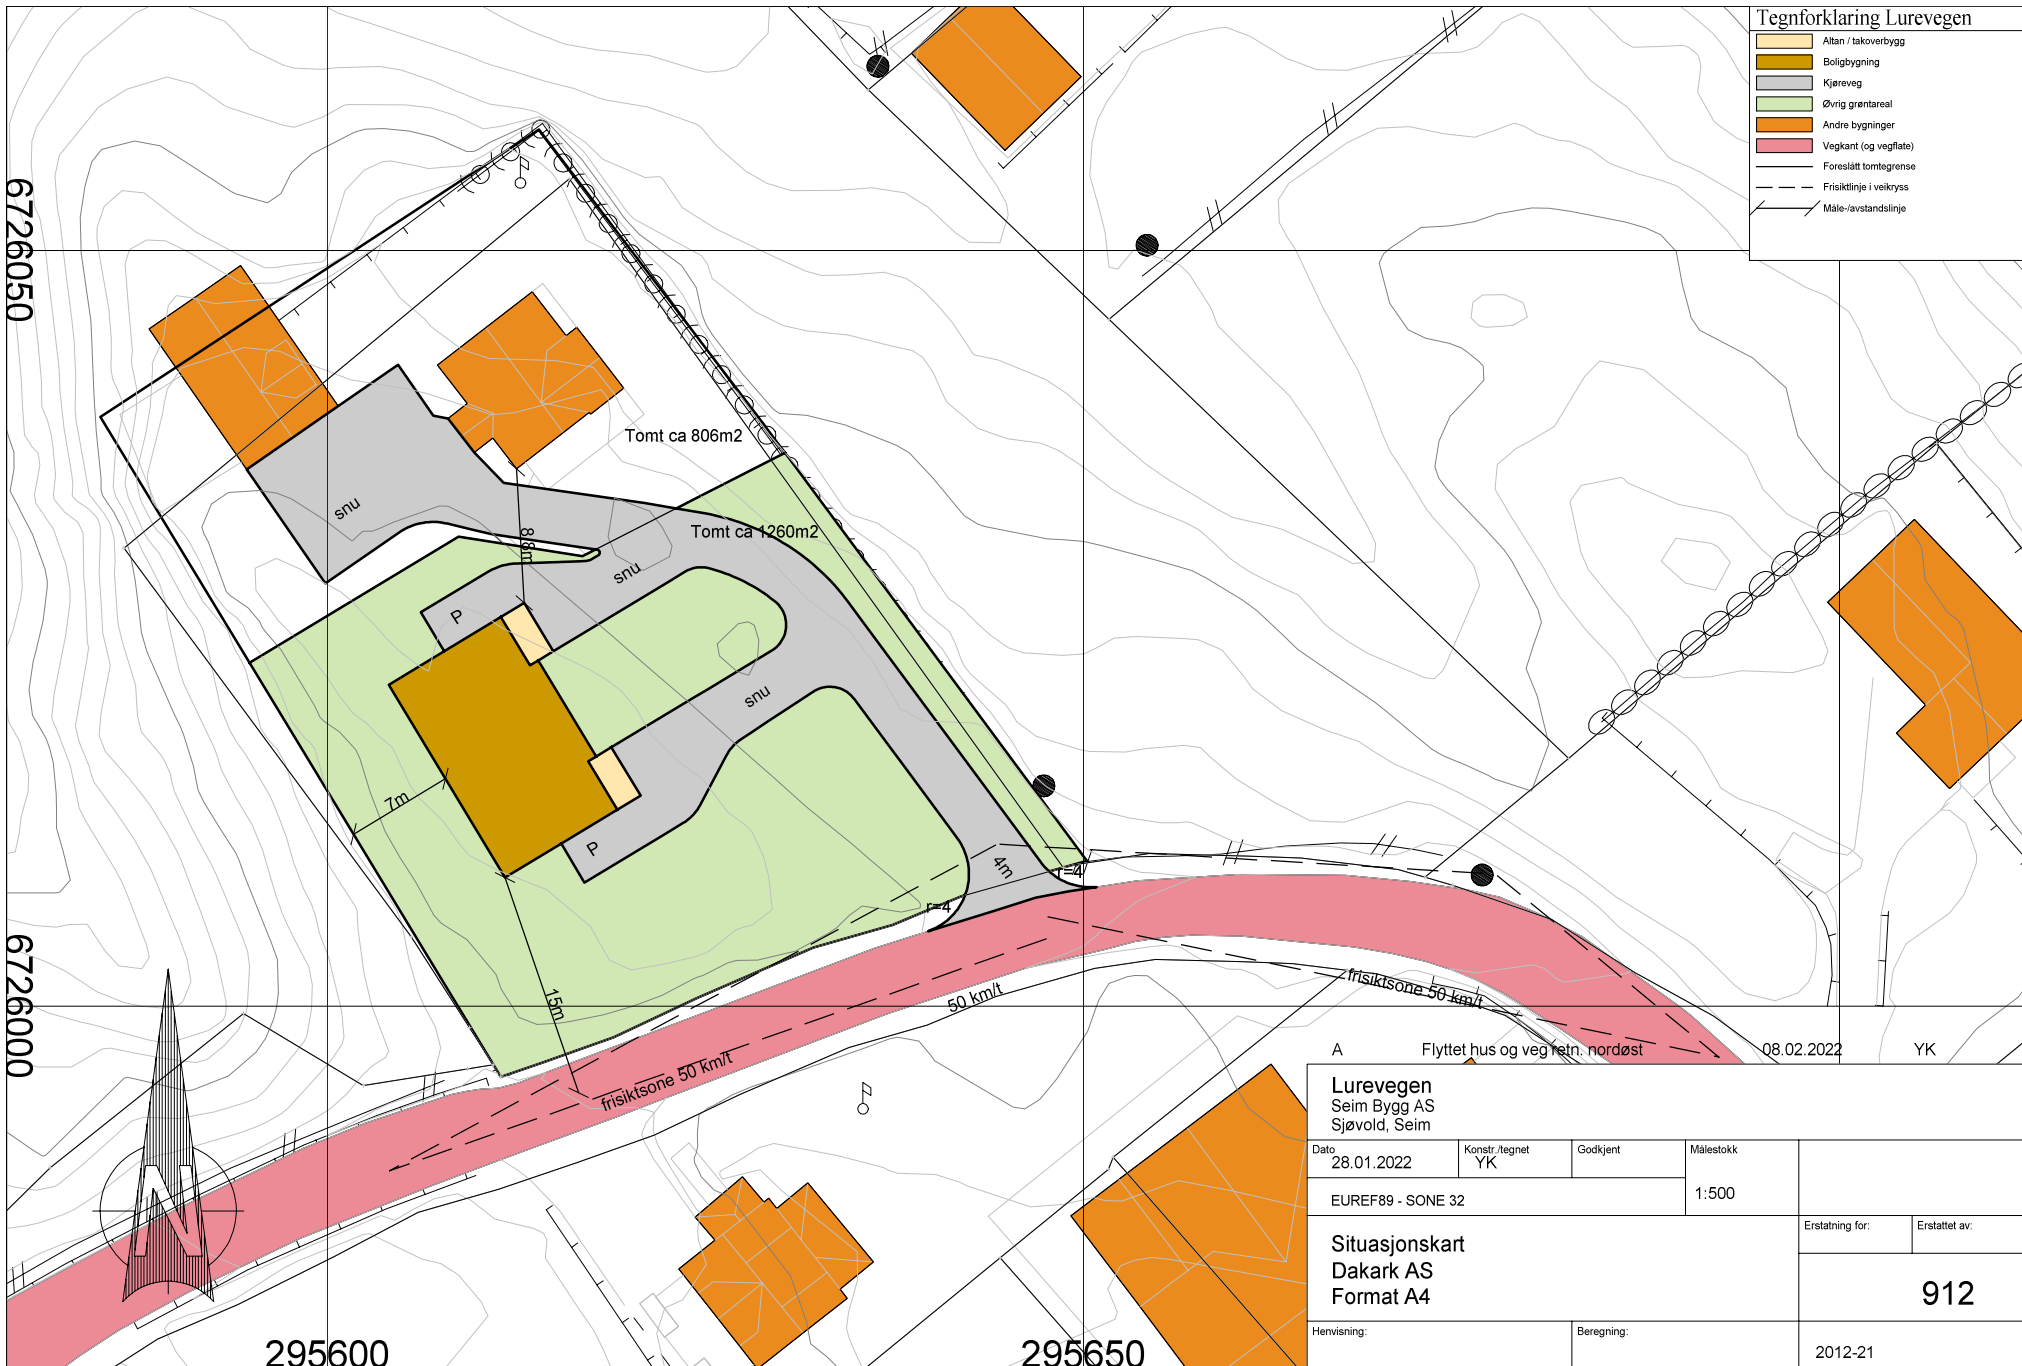 Tegnforklaring Lurevegen
Altan / takoverbygg
Boligbygning
Kjøreveg
Øvrig grøntareal
Andre bygninger
Vegkant (og vegflate)
Foreslått tomtegrense
Frisiktlinje i veikryss
Måle-/avstandslinje
6726050
Tomt ca 806m2
snu
8.8m
Tomt ca 1260m2
snu
P
snu
7m
P
4m
r=4
r=4
15m
6726000
frisiktsone 50 km/t
50 km/t
frisiktsone 50 km/t
N
295600
295650
A Flyttet hus og veg retn. nordøst 08.02.2022 YK
Lurevegen
Seim Bygg AS
Sjøvold, Seim
Dato Konstr./tegnet Godkjent Målestokk
28.01.2022 YK
EUREF89 - SONE 32 1:500
Situasjonskart
Dakark AS
Format A4
Erstatning for: Erstattet av:
912
Henvisning: Beregning:
2012-21